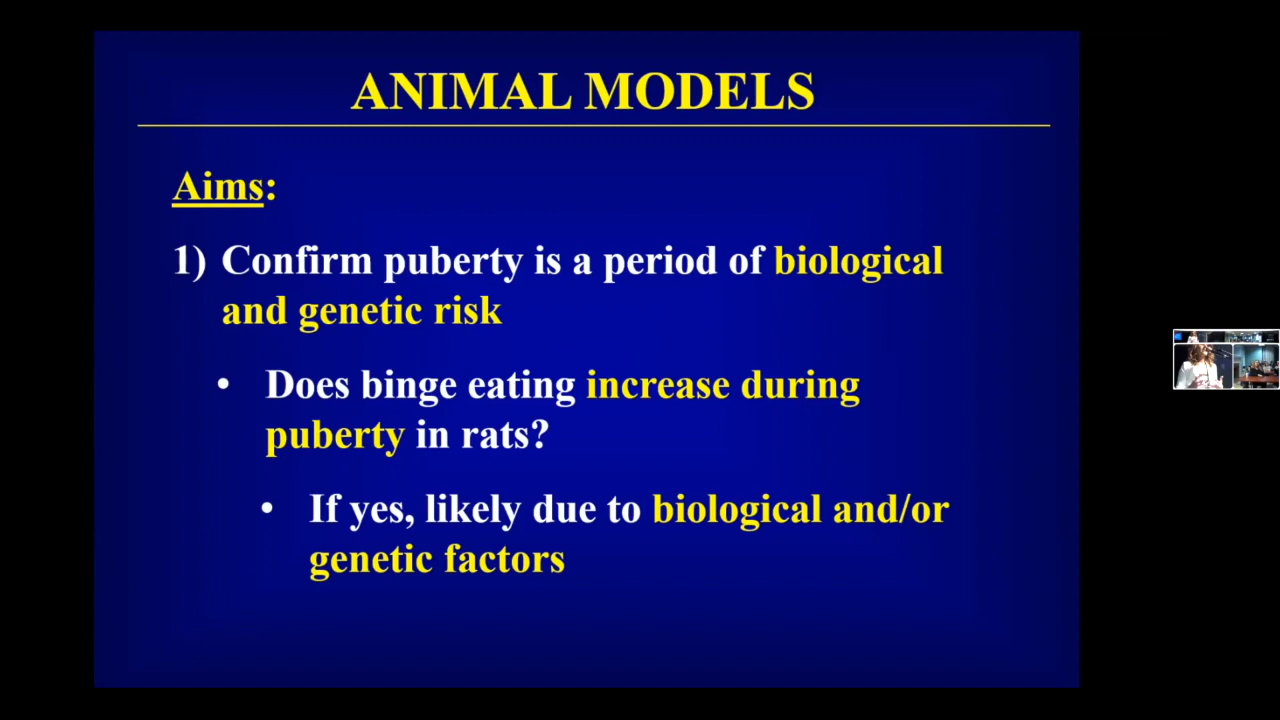 ANIMAL MODELS
Aims:
1) Confirm puberty is a period of biological
and genetic risk
• Does binge eating increase during
puberty in rats?
• If yes, likely due to biological and/or
genetic factors